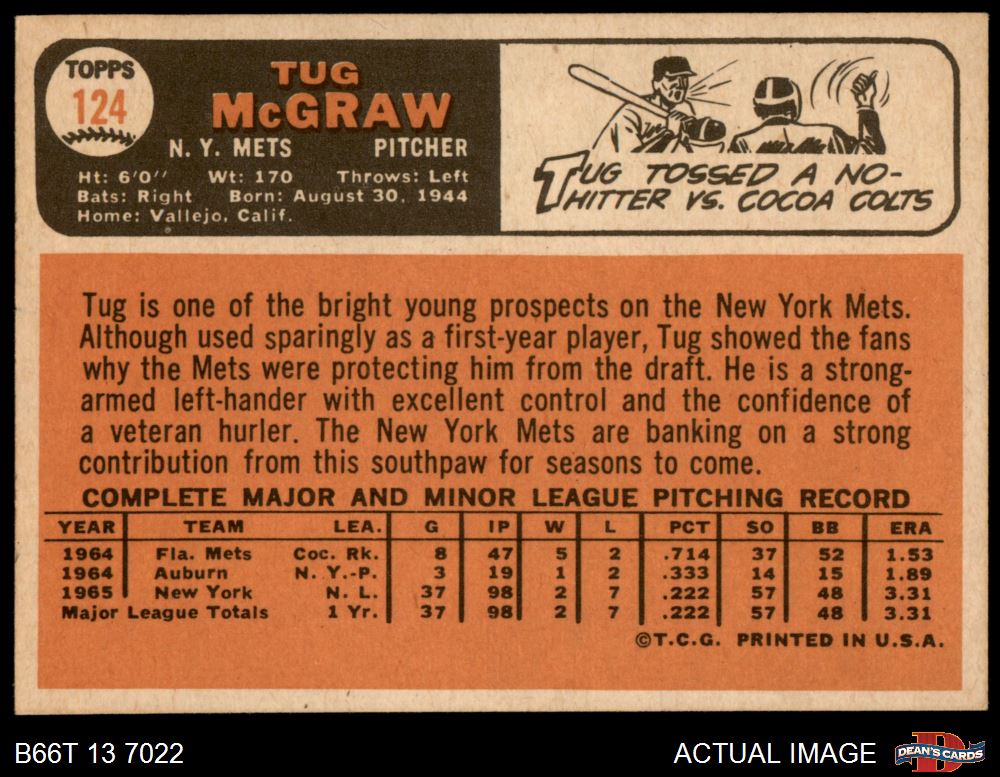 TOPPS
124
TUG
McGRAW
N. Y. METS PITCHER
Ht: 6'0" Wt: 170 Throws: Left
Bats: Right Born: August 30, 1944
Home: Vallejo, Calif.
TUG TOSSED A NO-
HITTER VS. COCOA COLTS
Tug is one of the bright young prospects on the New York Mets.
Although used sparingly as a first-year player, Tug showed the fans
why the Mets were protecting him from the draft. He is a strong-
armed left-hander with excellent control and the confidence of
a veteran hurler. The New York Mets are banking on a strong
contribution from this southpaw for seasons to come.
COMPLETE MAJOR AND MINOR LEAGUE PITCHING RECORD
YEAR TEAM LEA. G IP W L PCT SO BB ERA
1964 Fla. Mets Coc. Rk. 8 47 5 2 .714 37 52 1.53
1964 Auburn N. Y.-P. 3 19 1 2 .333 14 15 1.89
1965 New York N. L. 37 98 2 7 .222 57 48 3.31
Major League Totals 1 Yr. 37 98 2 7 .222 57 48 3.31
©T.C.G. PRINTED IN U.S.A.
B66T 13 7022 ACTUAL IMAGE DEAN'S CARDS